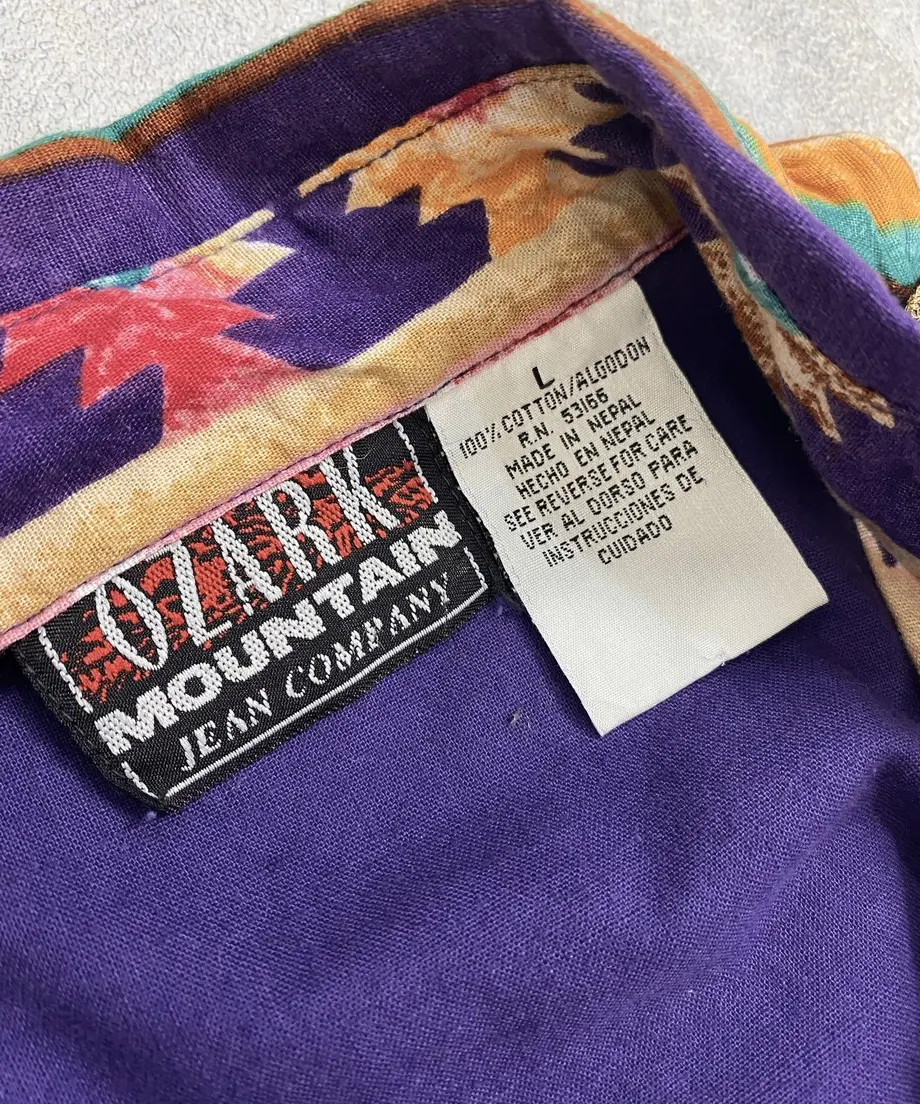 OZARK
MOUNTAIN
JEAN COMPANY
L
100% COTTON/ALGODON
R.N. 53166
MADE IN NEPAL
HECHO EN NEPAL
SEE REVERSE FOR CARE
VER AL DORSO PARA
INSTRUCCIONES DE
CUIDADO